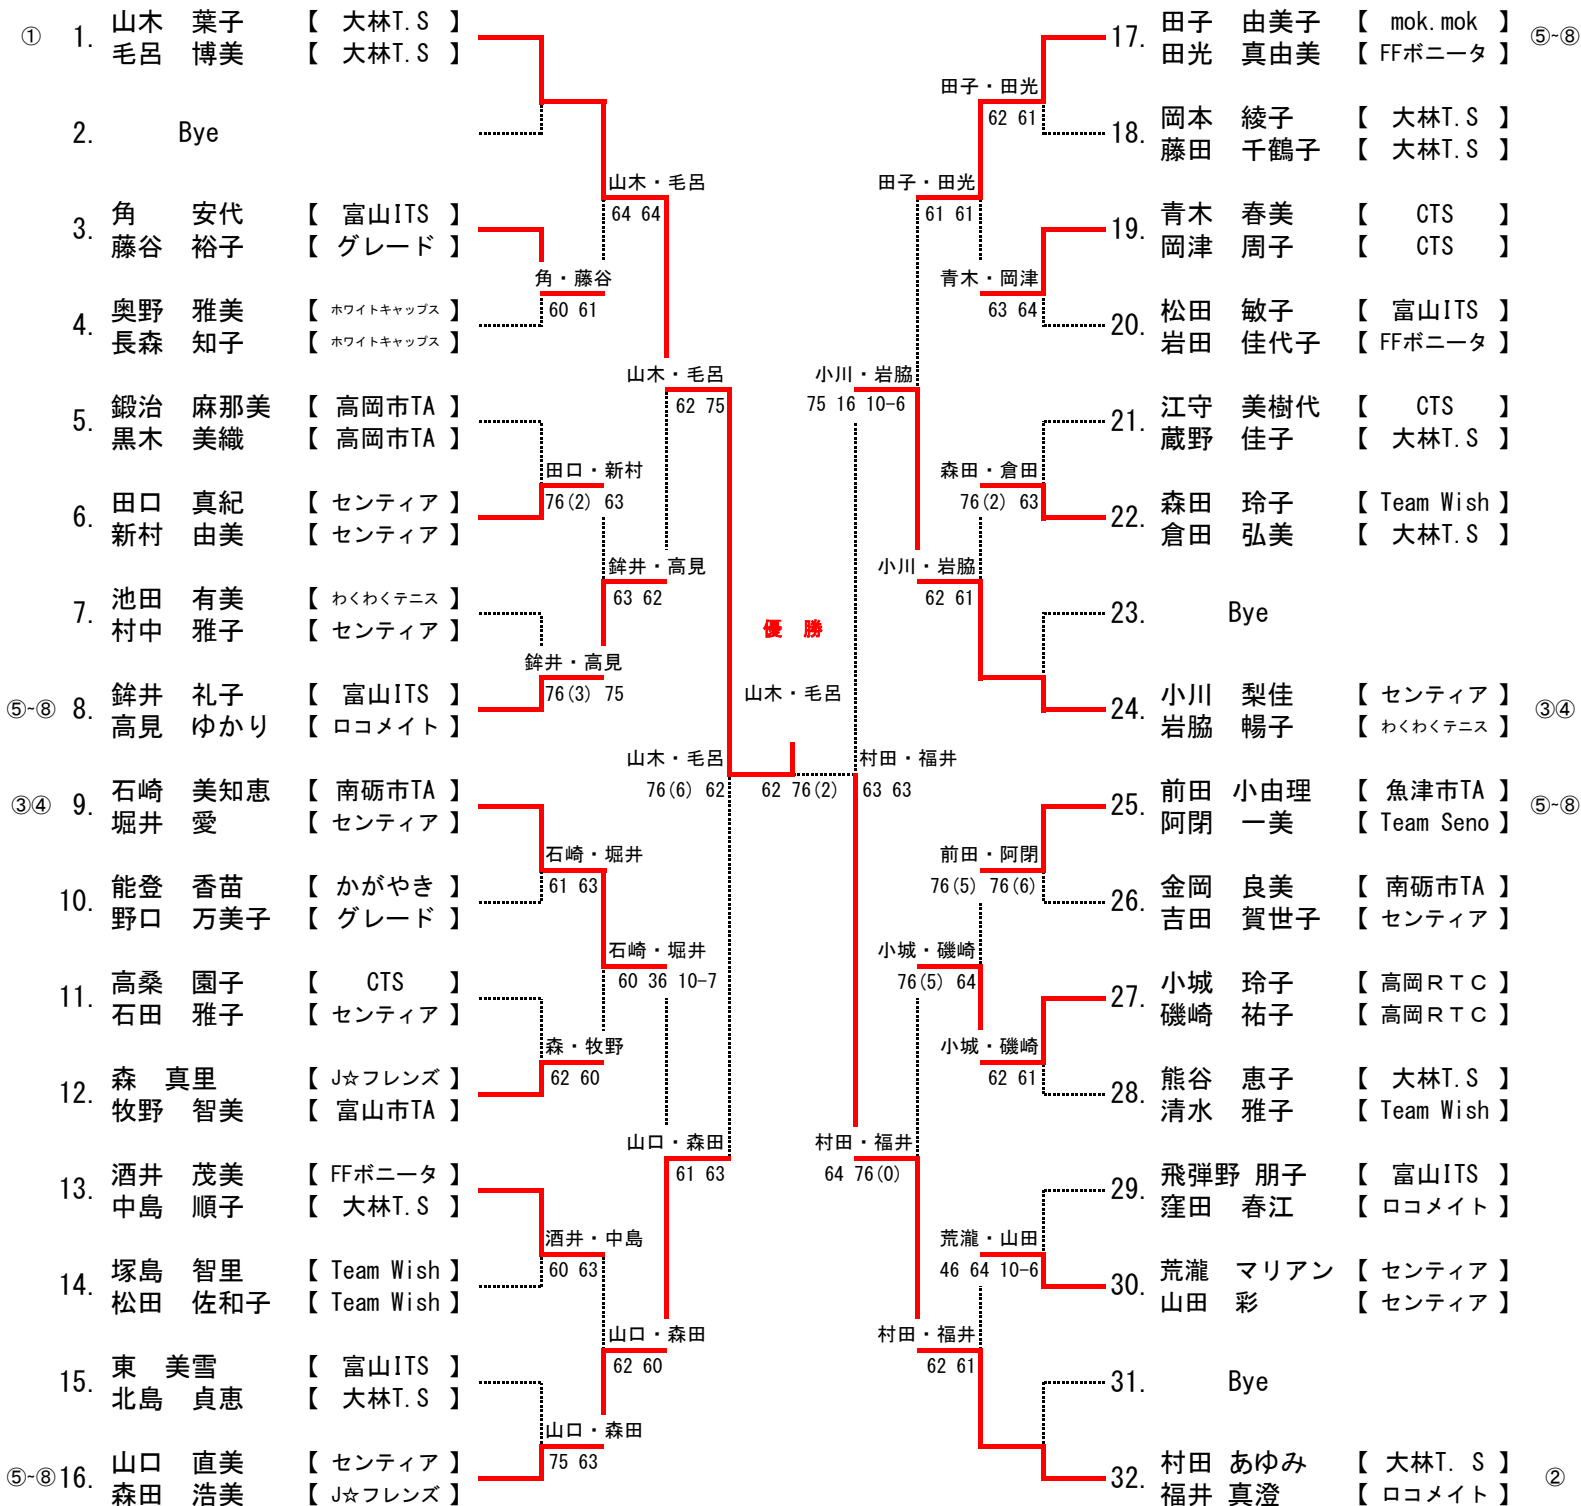 ① 1. 山木 葉子 【 大林T.S 】
毛呂 博美 【 大林T.S 】
2. Bye
山木・毛呂
64 64
3. 角 安代 【 富山ITS 】
藤谷 裕子 【 グレード 】
角・藤谷
60 61
4. 奥野 雅美 【 ホワイトキャップス 】
長森 知子 【 ホワイトキャップス 】
山木・毛呂
62 75
5. 鍛治 麻那美 【 高岡市TA 】
黒木 美織 【 高岡市TA 】
田口・新村
76(2) 63
6. 田口 真紀 【 センティア 】
新村 由美 【 センティア 】
鉾井・高見
63 62
7. 池田 有美 【 わくわくテニス 】
村中 雅子 【 センティア 】
鉾井・高見
76(3) 75
⑤~⑧ 8. 鉾井 礼子 【 富山ITS 】
高見 ゆかり 【 ロコメイト 】
山木・毛呂
76(6) 62
③④ 9. 石崎 美知恵 【 南砺市TA 】
堀井 愛 【 センティア 】
石崎・堀井
61 63
10. 能登 香苗 【 かがやき 】
野口 万美子 【 グレード 】
石崎・堀井
60 36 10-7
11. 高桑 園子 【 CTS 】
石田 雅子 【 センティア 】
森・牧野
62 60
12. 森 真里 【 J☆フレンズ 】
牧野 智美 【 富山市TA 】
山口・森田
61 63
13. 酒井 茂美 【 FFボニータ 】
中島 順子 【 大林T.S 】
酒井・中島
60 63
14. 塚島 智里 【 Team Wish 】
松田 佐和子 【 Team Wish 】
山口・森田
62 60
15. 東 美雪 【 富山ITS 】
北島 貞恵 【 大林T.S 】
山口・森田
75 63
⑤~⑧ 16. 山口 直美 【 センティア 】
森田 浩美 【 J☆フレンズ 】
優 勝
山木・毛呂
62 76(2)
17. 田子 由美子 【 mok.mok 】 ⑤~⑧
田光 真由美 【 FFボニータ 】
田子・田光
62 61
18. 岡本 綾子 【 大林T.S 】
藤田 千鶴子 【 大林T.S 】
田子・田光
61 61
19. 青木 春美 【 CTS 】
岡津 周子 【 CTS 】
青木・岡津
63 64
20. 松田 敏子 【 富山ITS 】
岩田 佳代子 【 FFボニータ 】
小川・岩脇
75 16 10-6
21. 江守 美樹代 【 CTS 】
蔵野 佳子 【 大林T.S 】
森田・倉田
76(2) 63
22. 森田 玲子 【 Team Wish 】
倉田 弘美 【 大林T.S 】
小川・岩脇
62 61
23. Bye
24. 小川 梨佳 【 センティア 】 ③④
岩脇 暢子 【 わくわくテニス 】
村田・福井
63 63
25. 前田 小由理 【 魚津市TA 】 ⑤~⑧
阿閉 一美 【 Team Seno 】
前田・阿閉
76(5) 76(6)
26. 金岡 良美 【 南砺市TA 】
吉田 賀世子 【 センティア 】
小城・磯崎
76(5) 64
27. 小城 玲子 【 高岡RTC 】
磯崎 祐子 【 高岡RTC 】
小城・磯崎
62 61
28. 熊谷 恵子 【 大林T.S 】
清水 雅子 【 Team Wish 】
村田・福井
64 76(0)
29. 飛弾野 朋子 【 富山ITS 】
窪田 春江 【 ロコメイト 】
荒瀧・山田
46 64 10-6
30. 荒瀧 マリアン 【 センティア 】
山田 彩 【 センティア 】
村田・福井
62 61
31. Bye
32. 村田 あゆみ 【 大林T. S 】 ②
福井 真澄 【 ロコメイト 】